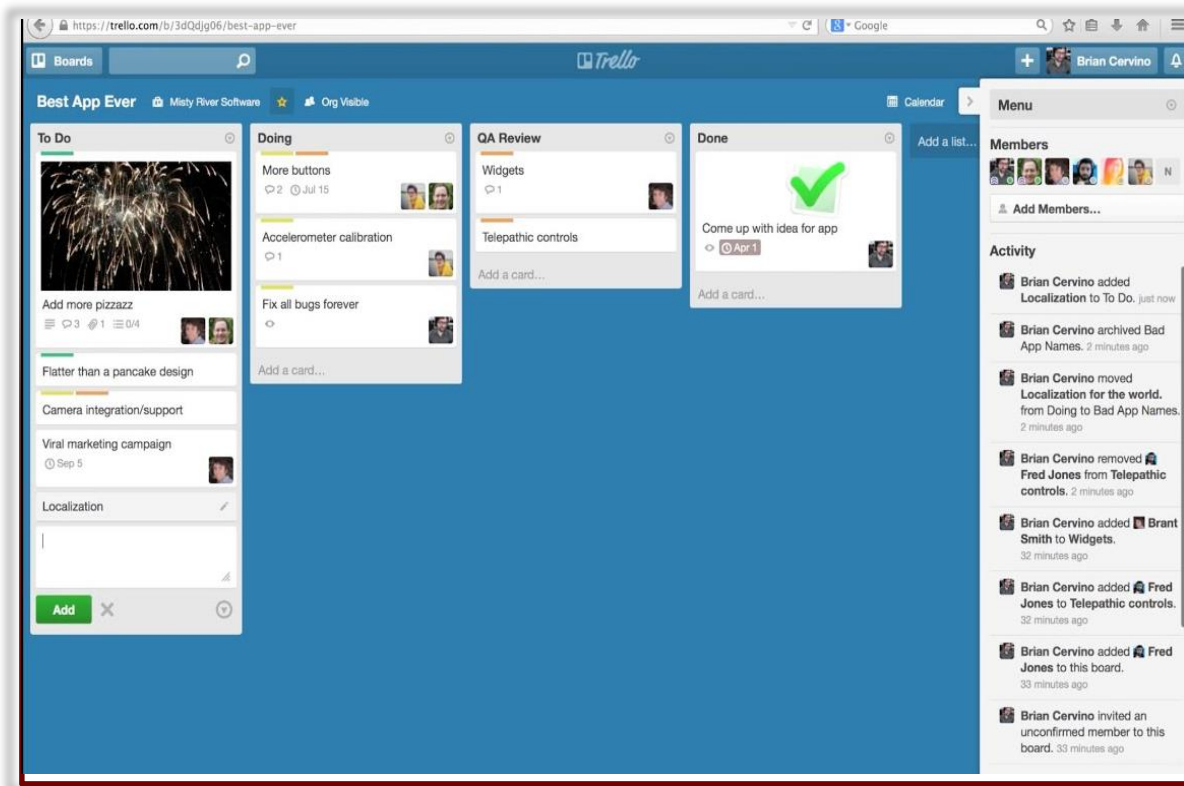 https://trello.com/b/3dQdjg06/best-app-ever
Google
Boards
Trello
Brian Cervino
Best App Ever
Misty River Software
Org Visible
Calendar
To Do
Add more pizzazz
3 1 0/4
Flatter than a pancake design
Camera integration/support
Viral marketing campaign
Sep 5
Localization
Add
Doing
More buttons
2 Jul 15
Accelerometer calibration
1
Fix all bugs forever
Add a card...
QA Review
Widgets
1
Telepathic controls
Add a card...
Done
Come up with idea for app
Apr 1
Add a card...
Add a list...
Menu
Members
N
Add Members...
Activity
Brian Cervino added
Localization to To Do. just now
Brian Cervino archived Bad
App Names. 2 minutes ago
Brian Cervino moved
Localization for the world.
from Doing to Bad App Names.
2 minutes ago
Brian Cervino removed
Fred Jones from Telepathic
controls. 2 minutes ago
Brian Cervino added Brant
Smith to Widgets.
32 minutes ago
Brian Cervino added Fred
Jones to Telepathic controls.
32 minutes ago
Brian Cervino added Fred
Jones to this board.
33 minutes ago
Brian Cervino invited an
unconfirmed member to this
board. 33 minutes ago